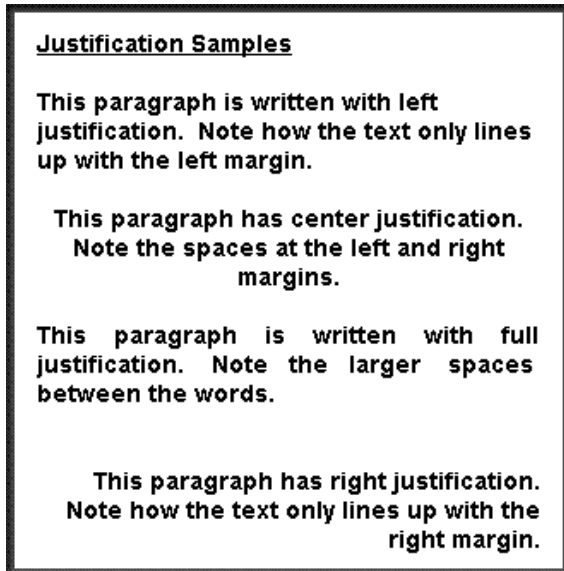 Justification Samples
This paragraph is written with left
justification.  Note how the text only lines
up with the left margin.
This paragraph has center justification.
Note the spaces at the left and right
margins.
This paragraph is written with full
justification. Note the larger spaces
between the words.
This paragraph has right justification.
Note how the text only lines up with the
right margin.